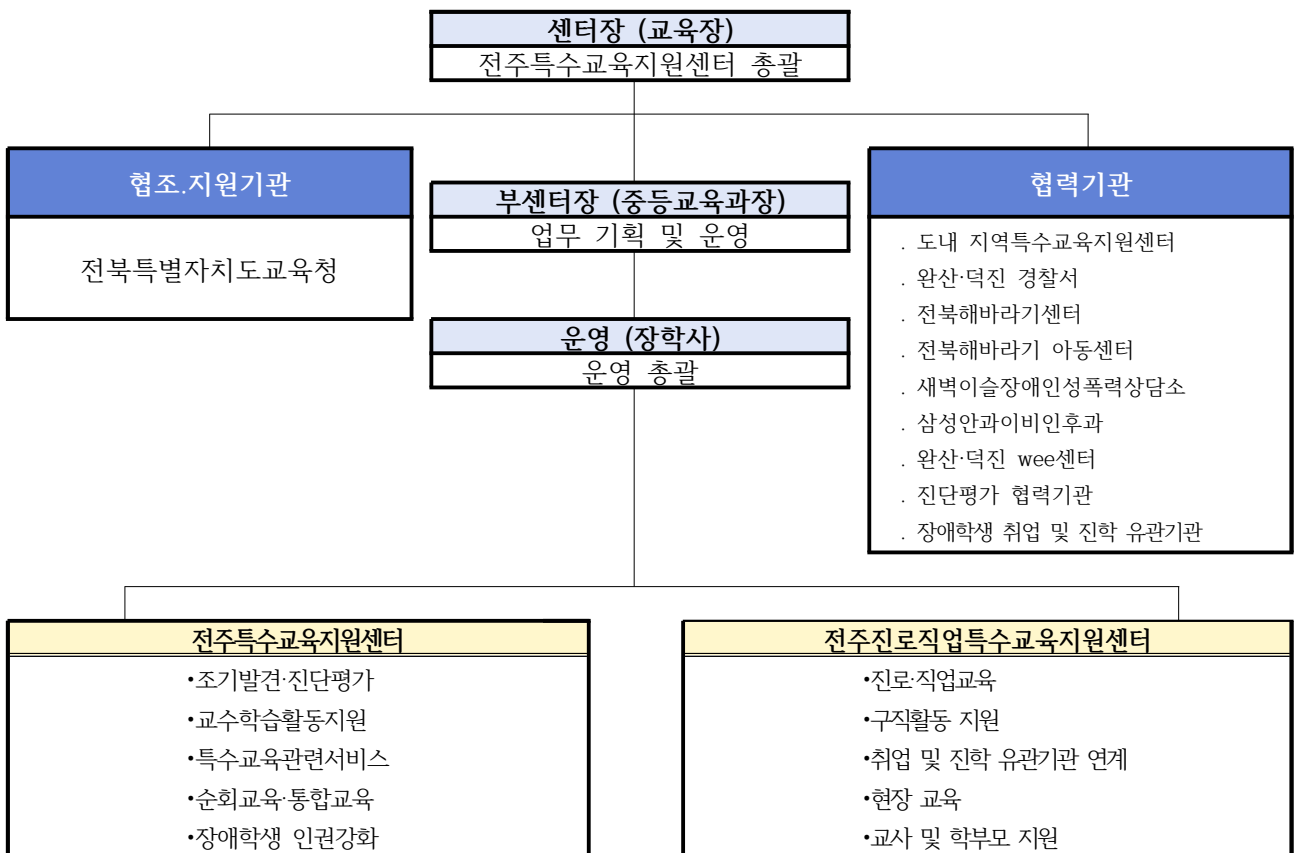 센터장 (교육장)
전주특수교육지원센터 총괄
협조.지원기관
전북특별자치도교육청
부센터장 (중등교육과장)
업무 기획 및 운영
운영 (장학사)
운영 총괄
협력기관
. 도내 지역특수교육지원센터
. 완산·덕진 경찰서
. 전북해바라기센터
. 전북해바라기 아동센터
. 새벽이슬장애인성폭력상담소
. 삼성안과이비인후과
. 완산·덕진 wee센터
. 진단평가 협력기관
. 장애학생 취업 및 진학 유관기관
전주특수교육지원센터
•조기발견·진단평가
•교수학습활동지원
•특수교육관련서비스
•순회교육·통합교육
•장애학생 인권강화
전주진로직업특수교육지원센터
•진로·직업교육
•구직활동 지원
•취업 및 진학 유관기관 연계
•현장 교육
•교사 및 학부모 지원